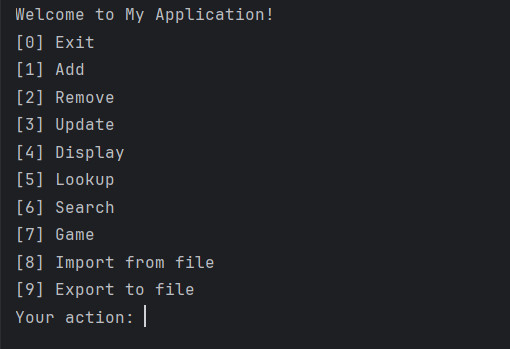 Welcome to My Application!
[0] Exit
[1] Add
[2] Remove
[3] Update
[4] Display
[5] Lookup
[6] Search
[7] Game
[8] Import from file
[9] Export to file
Your action: